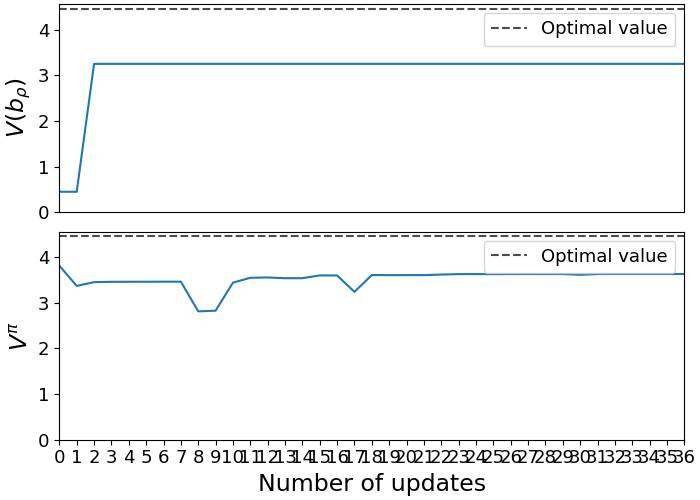 4
3
2
1
0
V(b_ρ)
Optimal value
4
3
2
1
0
V^π
Optimal value
0 1 2 3 4 5 6 7 8 9 10 11 12 13 14 15 16 17 18 19 20 21 22 23 24 25 26 27 28 29 30 31 32 33 34 35 36
Number of updates